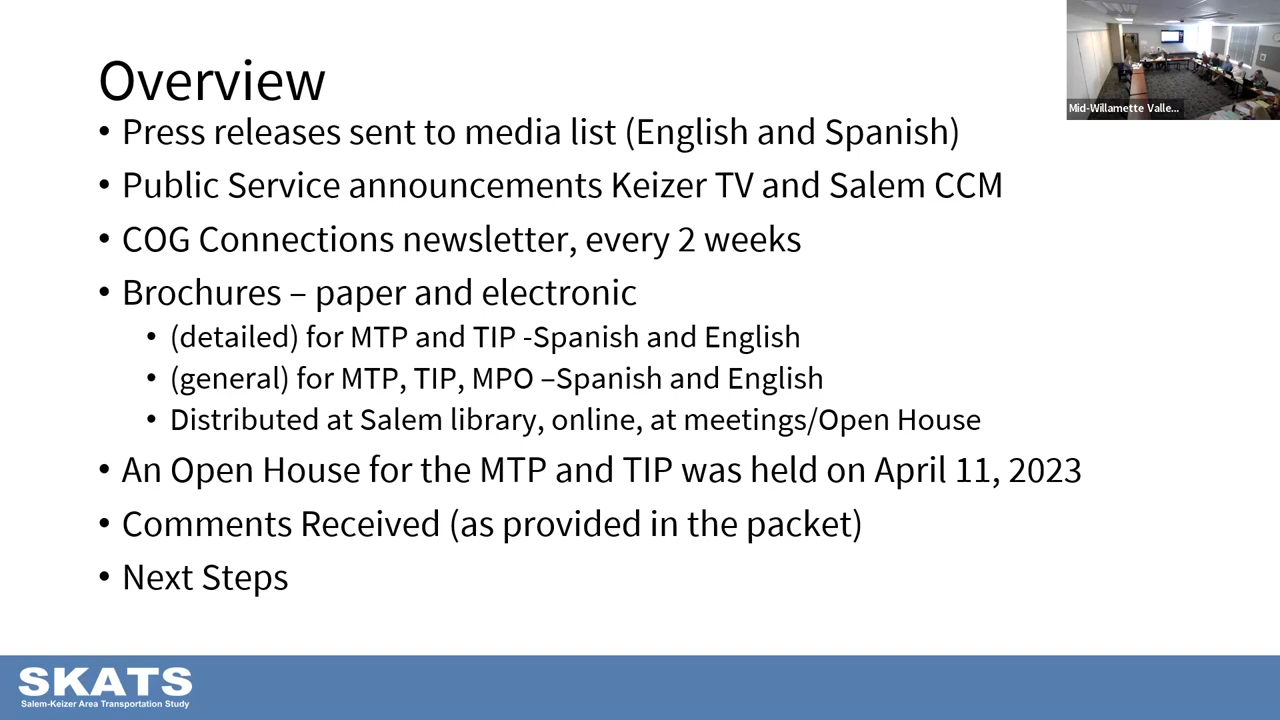 Overview
• Press releases sent to media list (English and Spanish)
• Public Service announcements Keizer TV and Salem CCM
• COG Connections newsletter, every 2 weeks
• Brochures – paper and electronic
• (detailed) for MTP and TIP -Spanish and English
• (general) for MTP, TIP, MPO –Spanish and English
• Distributed at Salem library, online, at meetings/Open House
• An Open House for the MTP and TIP was held on April 11, 2023
• Comments Received (as provided in the packet)
• Next Steps
Mid-Willamette Valle...
SKATS
Salem-Keizer Area Transportation Study